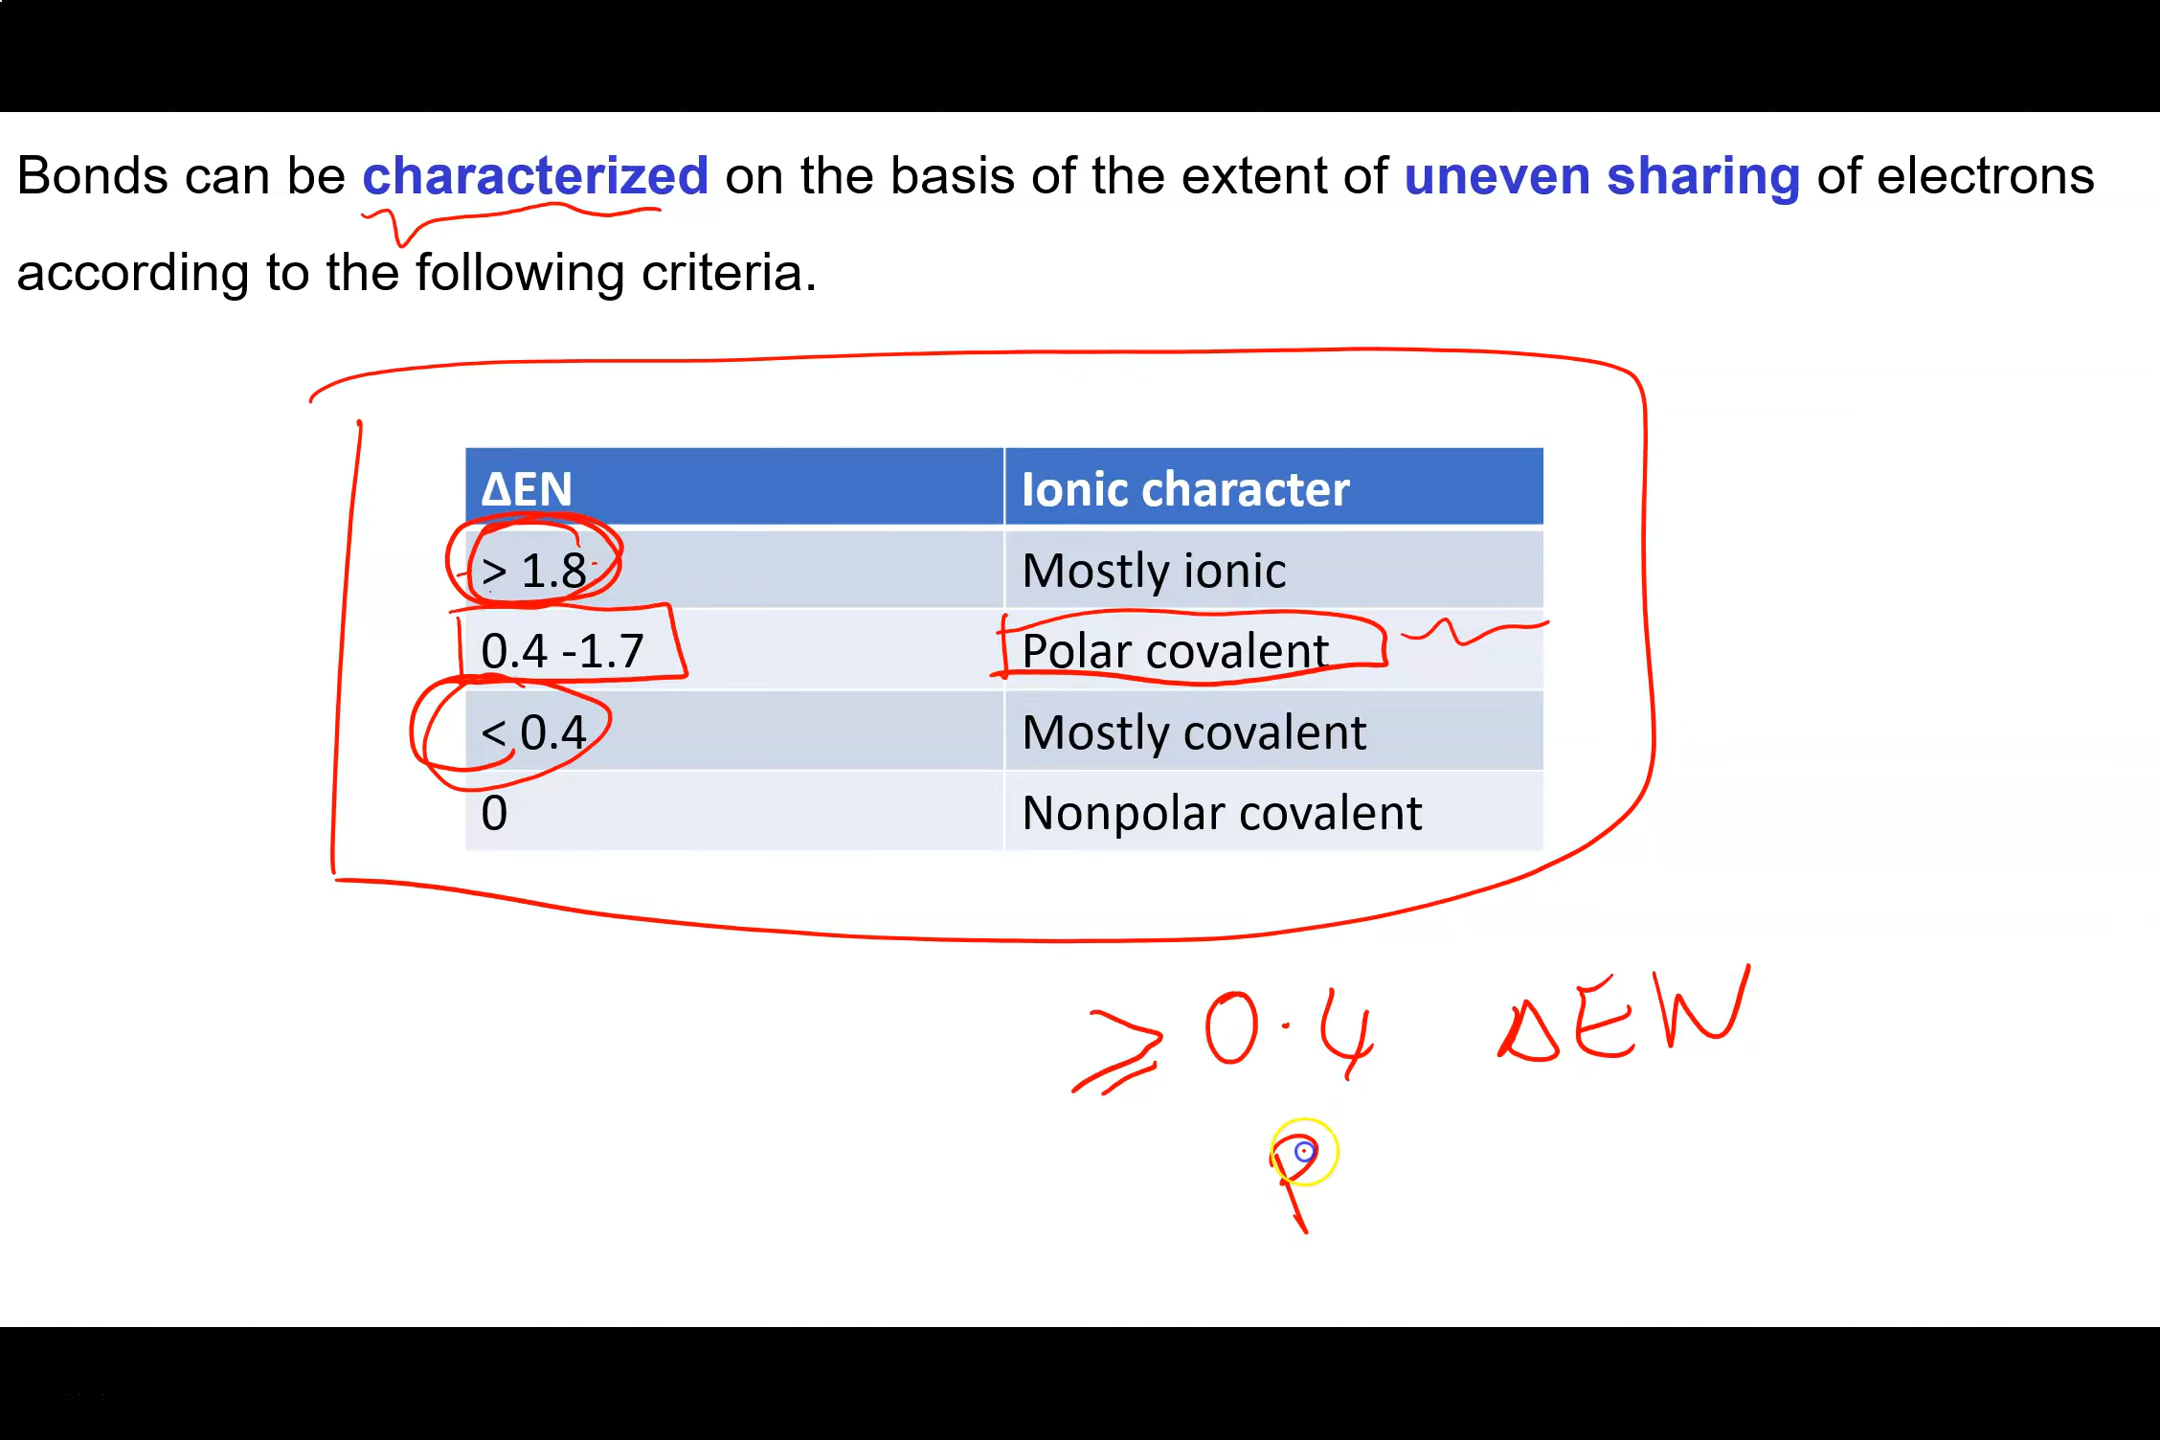 Bonds can be characterized on the basis of the extent of uneven sharing of electrons
according to the following criteria.
ΔEN Ionic character
> 1.8 Mostly ionic
0.4 -1.7 Polar covalent
< 0.4 Mostly covalent
0 Nonpolar covalent
≥ 0.4 ΔEN
P